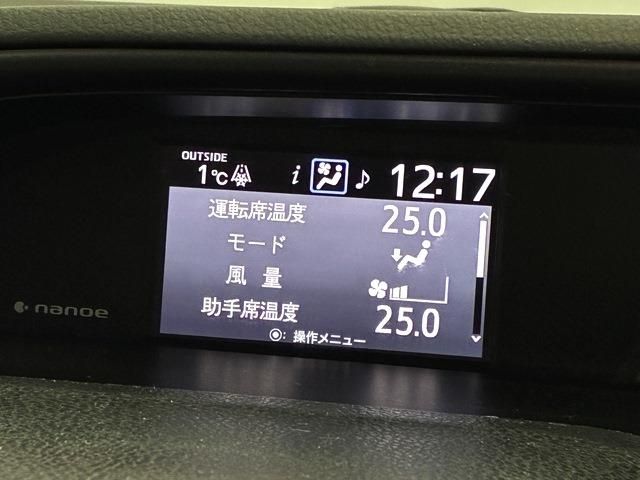 OUTSIDE
1℃ i ♪ 12:17
運転席温度 25.0
モード
風 量
助手席温度 25.0
◉: 操作メニュー
nanoe